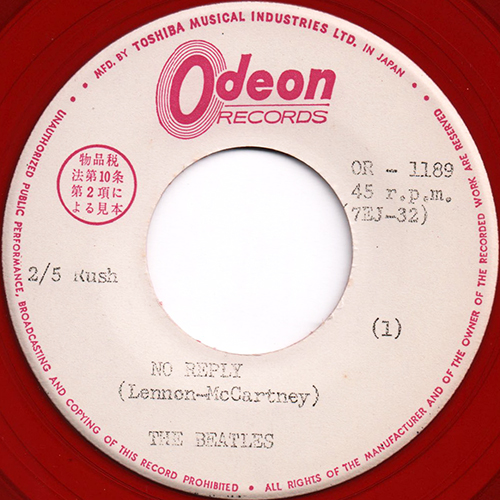 • MFD. BY TOSHIBA MUSICAL INDUSTRIES LTD. IN JAPAN •
Odeon
RECORDS
物品税
法第10条
第2項に
よる見本
OR - 1189
45 r.p.m.
(7EJ-32)
2/5 Rush
(1)
NO REPLY
(Lennon-McCartney)
THE BEATLES
UNAUTHORIZED PUBLIC PERFORMANCE, BROADCASTING AND COPYING OF THIS RECORD PROHIBITED • ALL RIGHTS OF THE MANUFACTURER AND OF THE OWNER OF THE RECORDED WORK ARE RESERVED